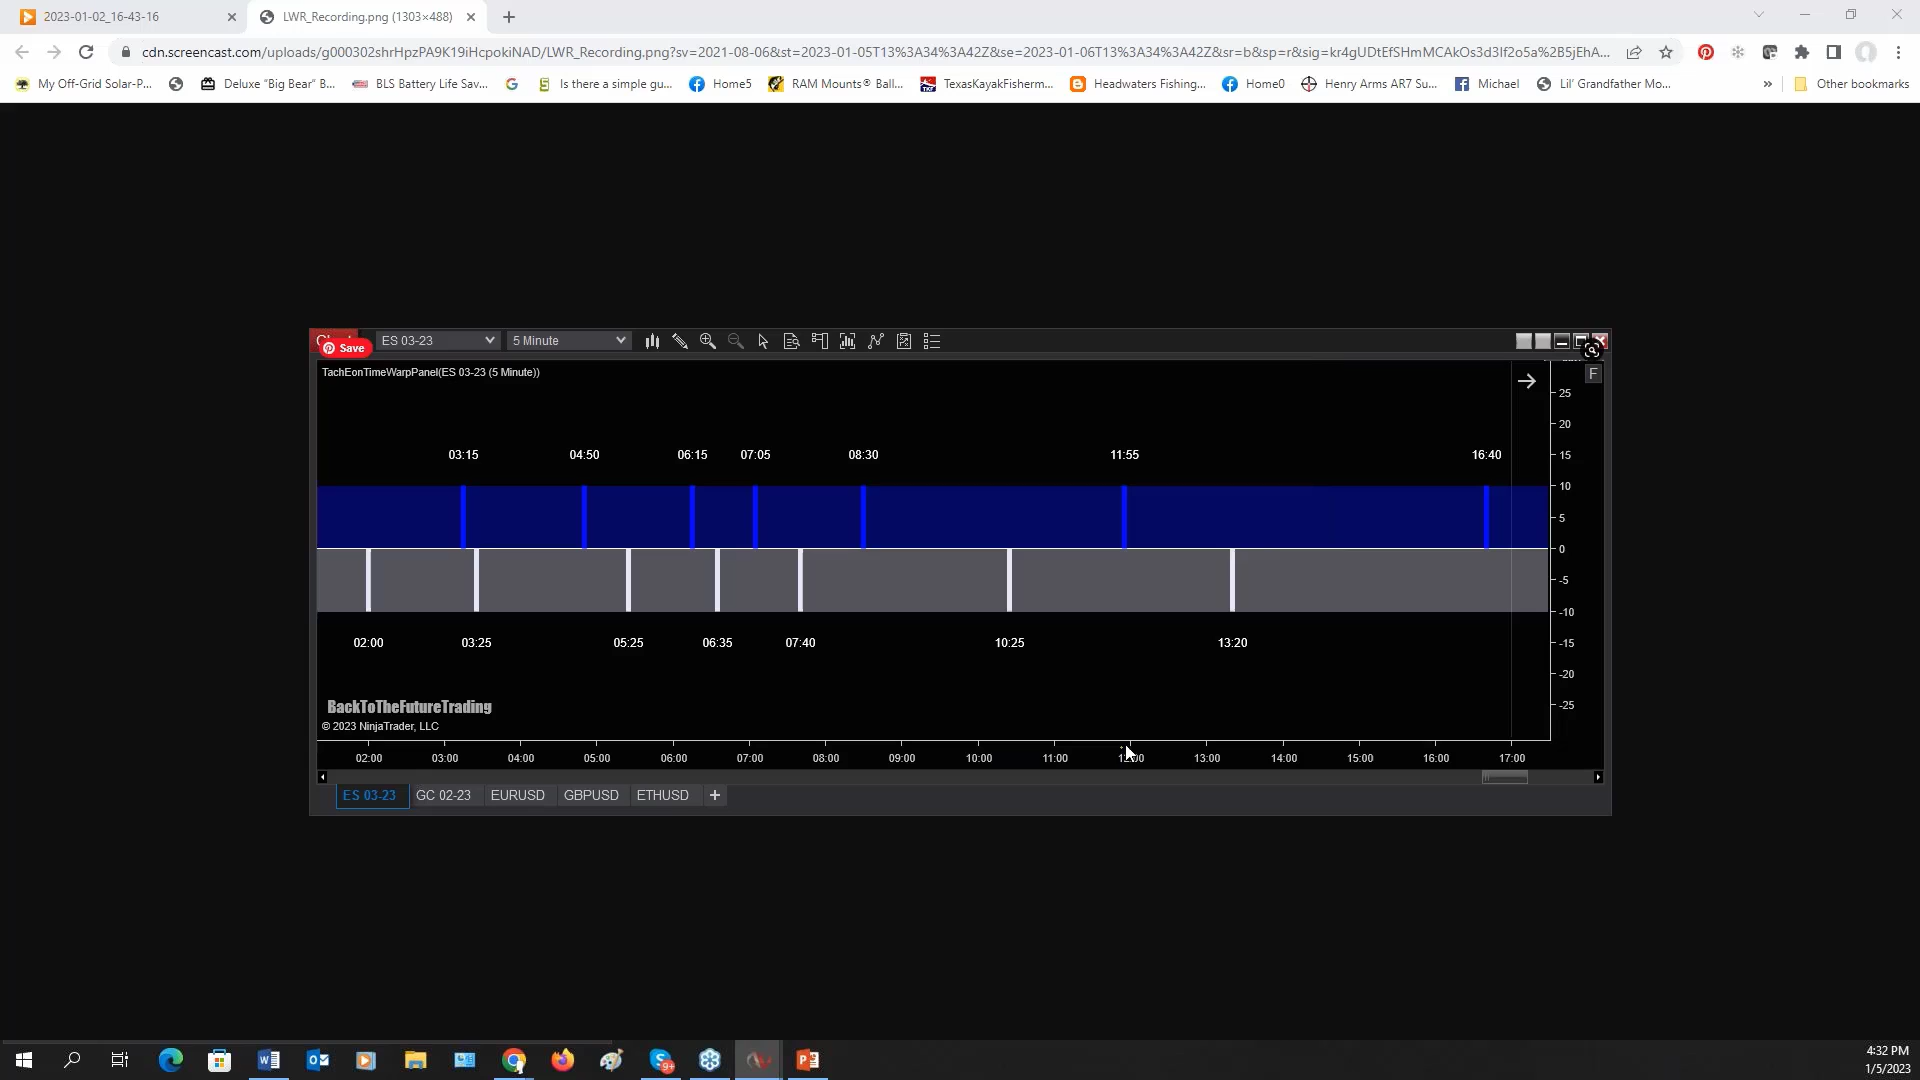 2023-01-02_16-43-16
LWR_Recording.png (1303×488)
cdn.screencast.com/uploads/g000302shrHpzPA9K19iHcpokiNAD/LWR_Recording.png?sv=2021-08-06&st=2023-01-05T13%3A34%3A42Z&se=2023-01-06T13%3A34%3A42Z&sr=b&sp=r&sig=kr4gUDtEfSHmMCAkOs3d3If2o5a%2B5jEhA...
My Off-Grid Solar-P...
Deluxe "Big Bear" B...
BLS Battery Life Sav...
Is there a simple gu...
Home5
RAM Mounts® Ball...
TexasKayakFisherm...
Headwaters Fishing...
Home0
Henry Arms AR7 Su...
Michael
Lil' Grandfather Mo...
»
Other bookmarks
ES 03-23
5 Minute
Save
TachEonTimeWarpPanel(ES 03-23 (5 Minute))
F
25
20
03:15 04:50 06:15 07:05 08:30 11:55 16:40
15
10
5
0
-5
-10
02:00 03:25 05:25 06:35 07:40 10:25 13:20
-15
-20
-25
BackToTheFutureTrading
© 2023 NinjaTrader, LLC
02:00 03:00 04:00 05:00 06:00 07:00 08:00 09:00 10:00 11:00 13:00 14:00 15:00 16:00 17:00
ES 03-23 GC 02-23 EURUSD GBPUSD ETHUSD +
9+
4:32 PM
1/5/2023